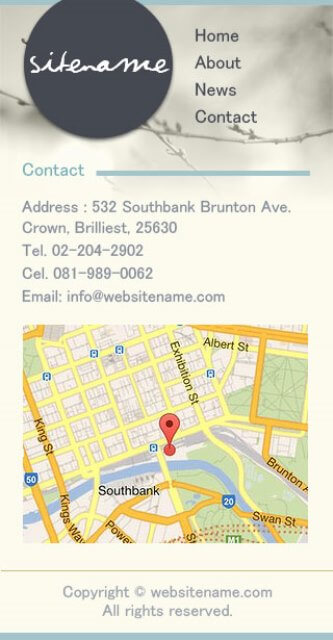 sitename
Home
About
News
Contact
Contact
Address : 532 Southbank Brunton Ave.
Crown, Brilliest, 25630
Tel. 02-204-2902
Cel. 081-989-0062
Email: info@websitename.com
Albert St
Exhibition St
King St
50
Southbank
Brunton A
20
Kings Wa
Power
Swan St
M1
Copyright © websitename.com
All rights reserved.